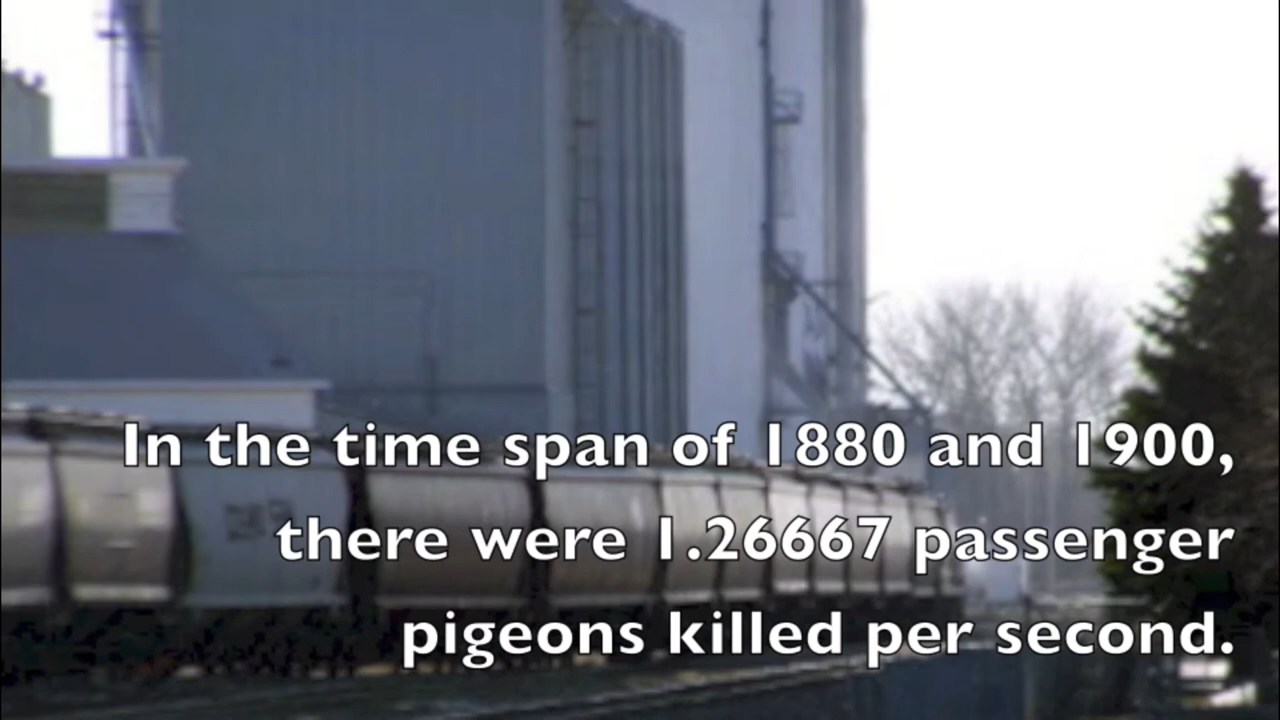 In the time span of 1880 and 1900,
there were 1.26667 passenger
pigeons killed per second.